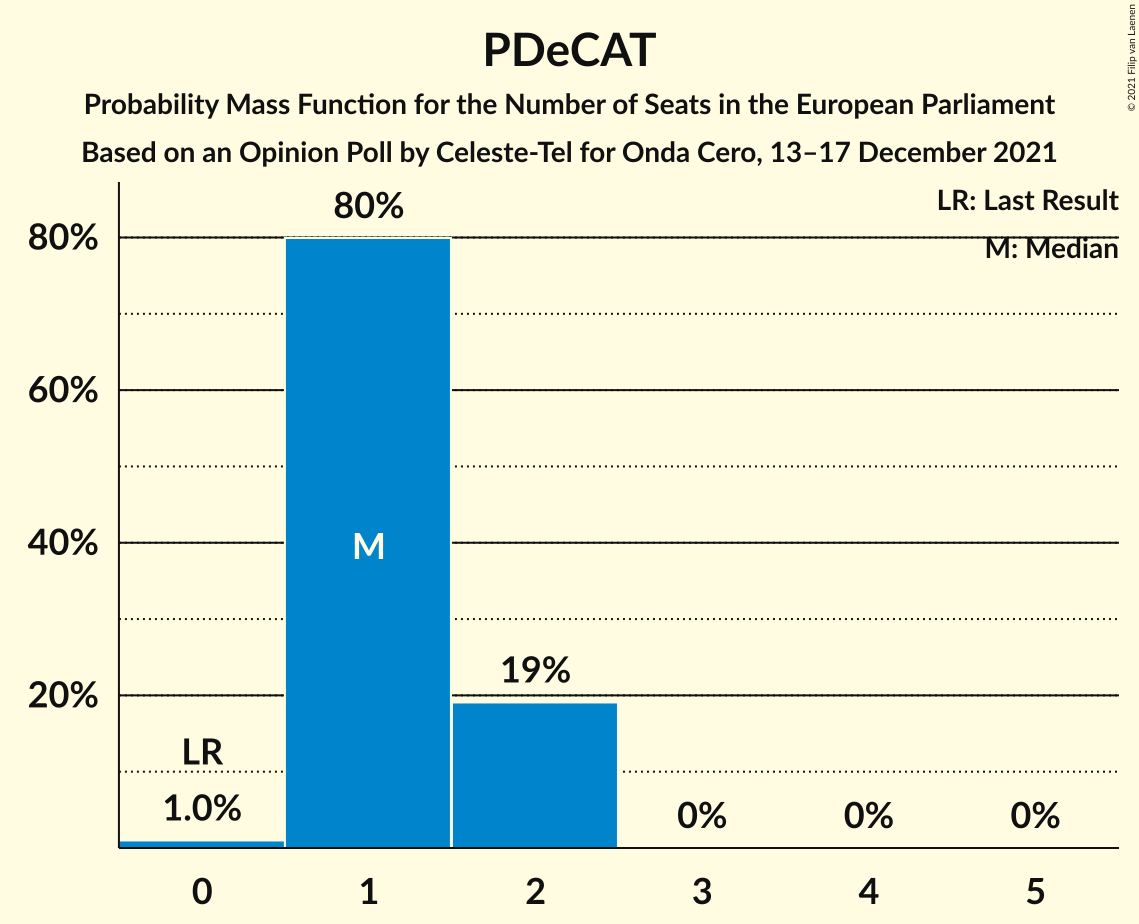 PDeCAT
Probability Mass Function for the Number of Seats in the European Parliament
Based on an Opinion Poll by Celeste-Tel for Onda Cero, 13–17 December 2021
© 2021 Filip van Laenen
LR: Last Result
M: Median
80%
60%
40%
20%
LR
1.0%
80%
M
19%
0%
0%
0%
0
1
2
3
4
5